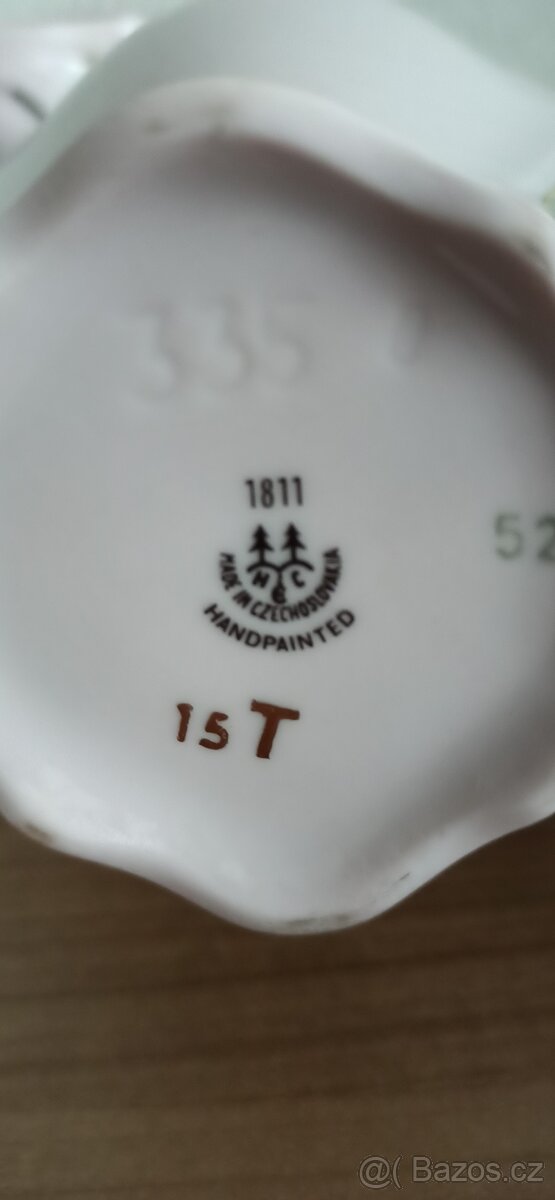 335
1811
H & C
MADE IN CZECHOSLOVAKIA
HANDPAINTED
52
15 T
@( Bazos.cz